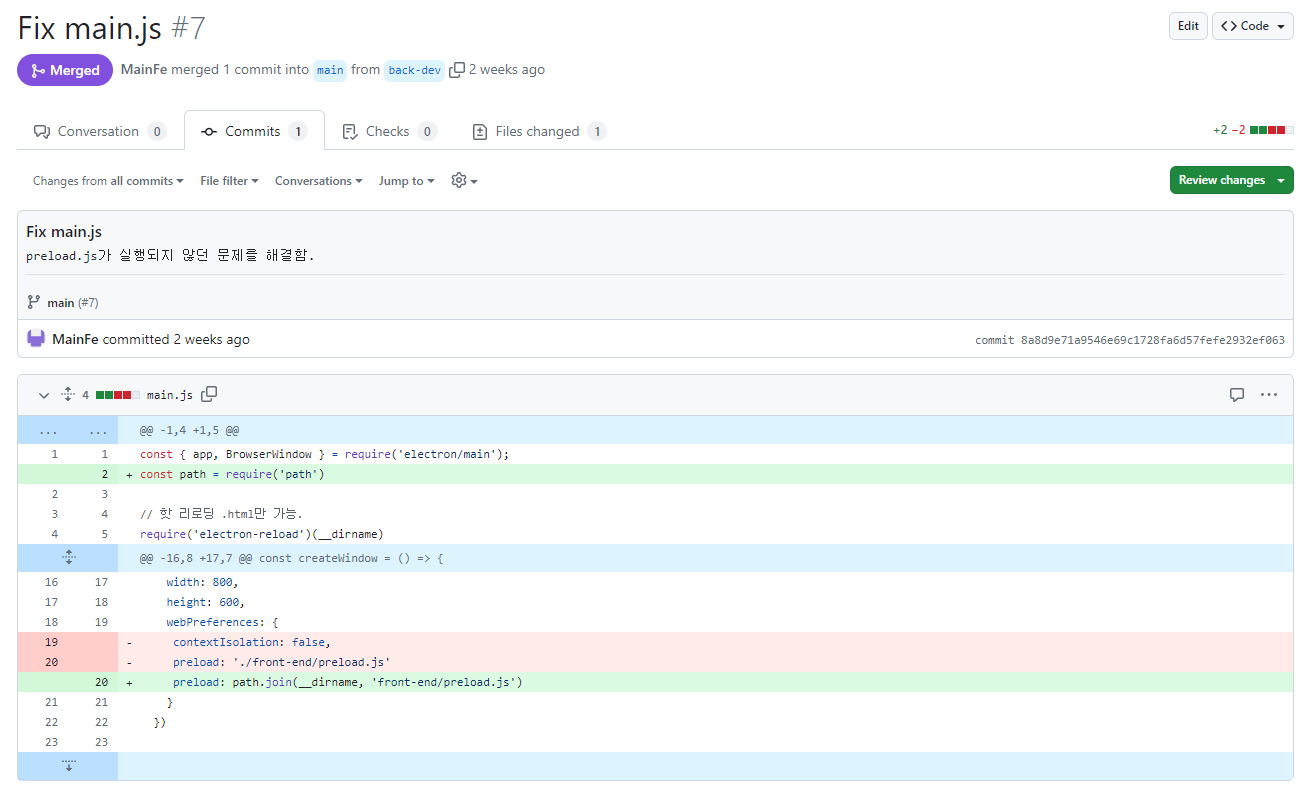 Fix main.js #7
Edit
<> Code
Merged
MainFe merged 1 commit into main from back-dev 2 weeks ago
Conversation 0
Commits 1
Checks 0
Files changed 1
+2 −2
Changes from all commits
File filter
Conversations
Jump to
Review changes
Fix main.js
preload.js가 실행되지 않던 문제를 해결함.
main (#7)
MainFe committed 2 weeks ago
commit 8a8d9e71a9546e69c1728fa6d57fefe2932ef063
4 main.js
... ... @@ -1,4 +1,5 @@
1 1 const { app, BrowserWindow } = require('electron/main');
2 + const path = require('path')
2 3
3 4 // 핫 리로딩 .html만 가능.
4 5 require('electron-reload')(__dirname)
@@ -16,8 +17,7 @@ const createWindow = () => {
16 17 width: 800,
17 18 height: 600,
18 19 webPreferences: {
19 - contextIsolation: false,
20 - preload: './front-end/preload.js'
20 + preload: path.join(__dirname, 'front-end/preload.js')
21 21 }
22 22 })
23 23